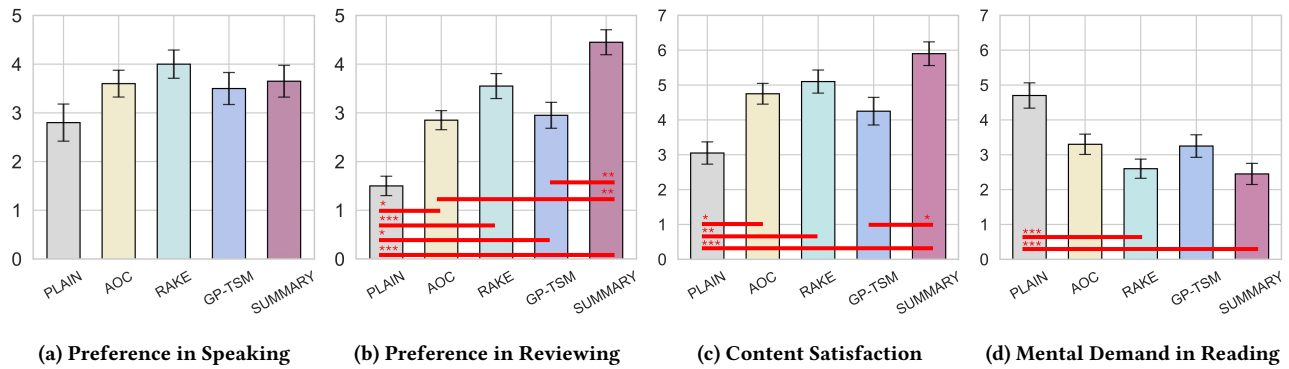 5
4
3
2
1
0
PLAIN
AOC
RAKE
GP-TSM
SUMMARY
(a) Preference in Speaking
5
4
3
2
1
0
**
**
*
***
*
***
PLAIN
AOC
RAKE
GP-TSM
SUMMARY
(b) Preference in Reviewing
7
6
5
4
3
2
1
0
*
*
**
***
PLAIN
AOC
RAKE
GP-TSM
SUMMARY
(c) Content Satisfaction
7
6
5
4
3
2
1
0
***
***
PLAIN
AOC
RAKE
GP-TSM
SUMMARY
(d) Mental Demand in Reading